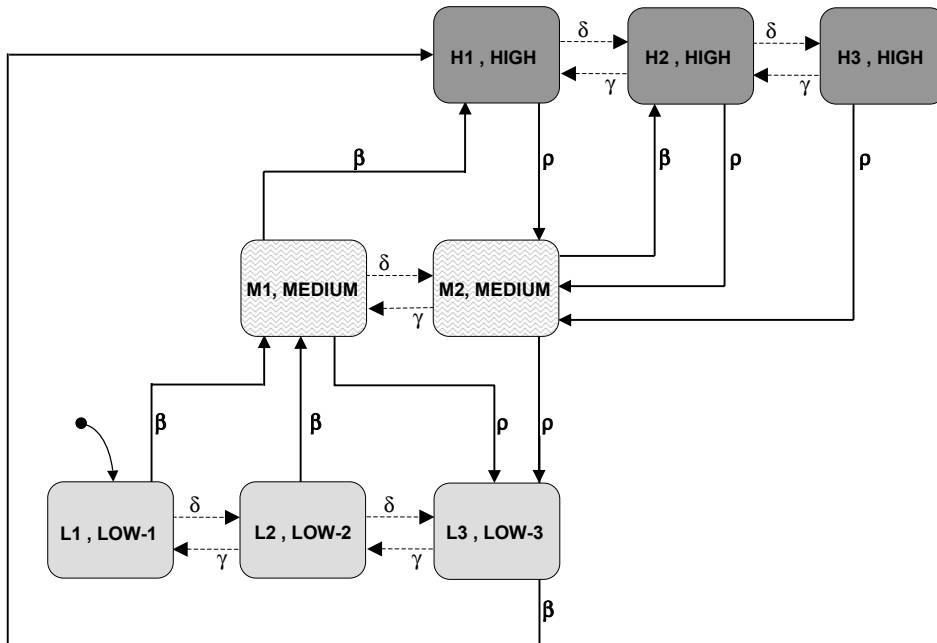 δ
δ
H1 , HIGH
H2 , HIGH
H3 , HIGH
γ
γ
β
ρ
β
ρ
ρ
δ
M1, MEDIUM
M2, MEDIUM
γ
β
β
ρ
ρ
δ
δ
L1 , LOW-1
L2 , LOW-2
L3 , LOW-3
γ
γ
β